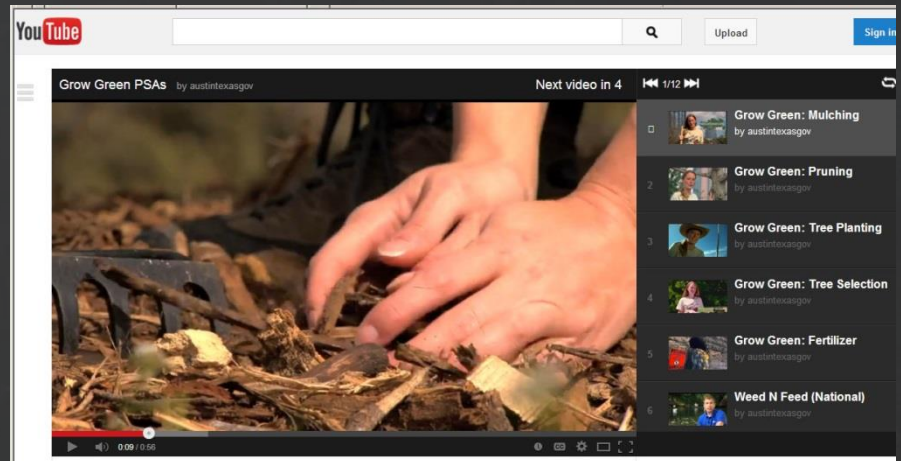 YouTube
Upload
Sign in
Grow Green PSAs by austintexasgov Next video in 4
1/12
Grow Green: Mulching
by austintexasgov
2
Grow Green: Pruning
by austintexasgov
3
Grow Green: Tree Planting
by austintexasgov
4
Grow Green: Tree Selection
by austintexasgov
5
Grow Green: Fertilizer
by austintexasgov
6
Weed N Feed (National)
by austintexasgov
0:09 / 0:56